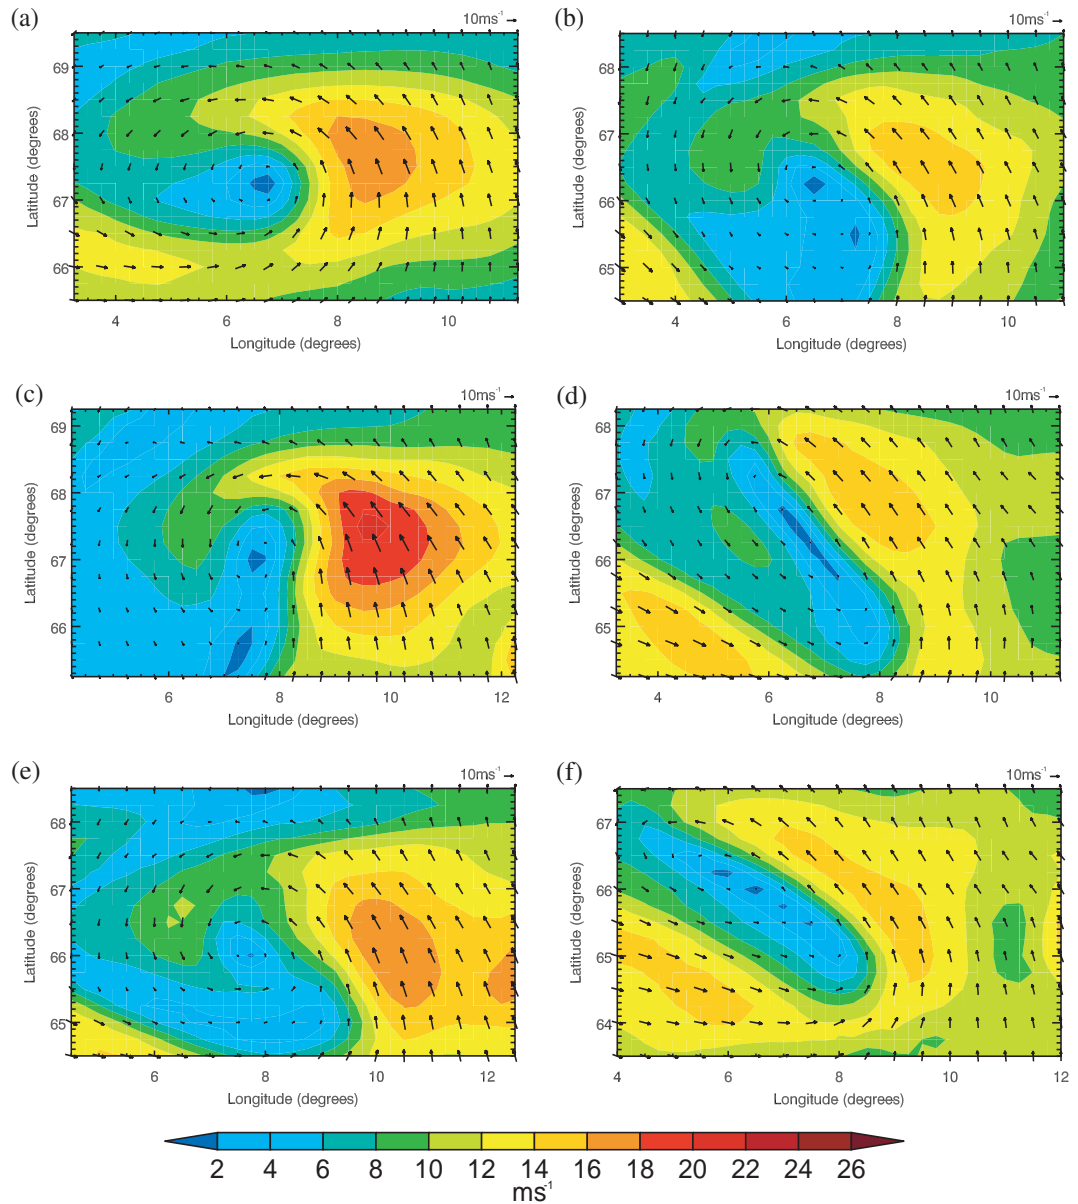 (a) 10ms⁻¹ (b) 10ms⁻¹
69
68
67
66
Latitude (degrees)
4 6 8 10
Longitude (degrees)
68
67
66
65
Latitude (degrees)
4 6 8 10
Longitude (degrees)
(c) 10ms⁻¹ (d) 10ms⁻¹
69
68
67
66
Latitude (degrees)
6 8 10 12
Longitude (degrees)
68
67
66
65
Latitude (degrees)
4 6 8 10
Longitude (degrees)
(e) 10ms⁻¹ (f) 10ms⁻¹
68
67
66
65
Latitude (degrees)
6 8 10 12
Longitude (degrees)
67
66
65
64
Latitude (degrees)
4 6 8 10 12
Longitude (degrees)
2 4 6 8 10 12 14 16 18 20 22 24 26
ms⁻¹